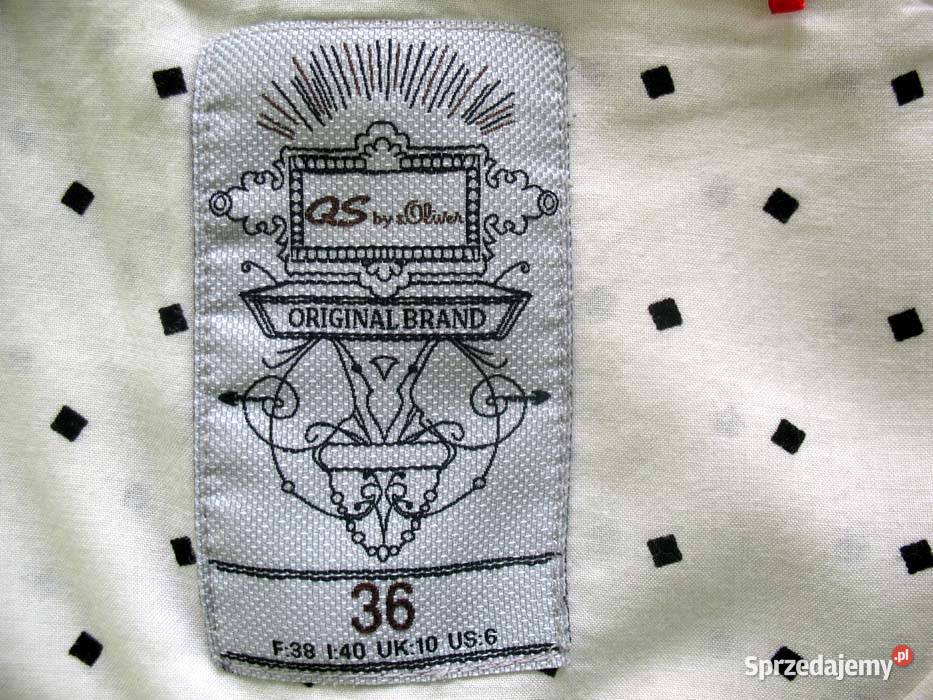 QS by s.Oliver
ORIGINAL BRAND
36
F:38 I:40 UK:10 US:6
Sprzedajemy.pl